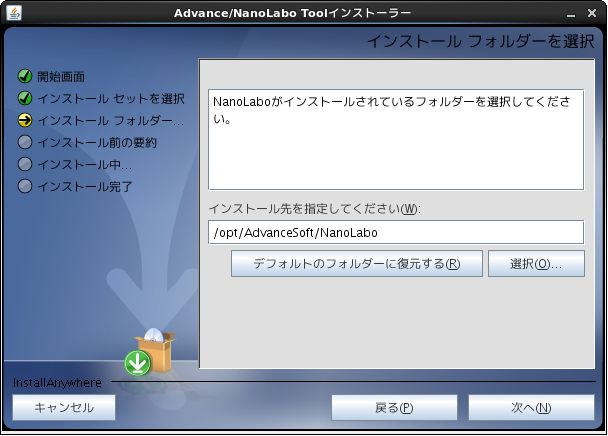 Advance/NanoLabo Toolインストーラー
インストール フォルダーを選択
開始画面
インストール セットを選択
インストール フォルダー...
インストール前の要約
インストール中...
インストール完了
NanoLaboがインストールされているフォルダーを選択してくださ
い。
インストール先を指定してください(W):
/opt/AdvanceSoft/NanoLabo
デフォルトのフォルダーに復元する(R)
選択(O)...
InstallAnywhere
キャンセル
戻る(P)
次へ(N)